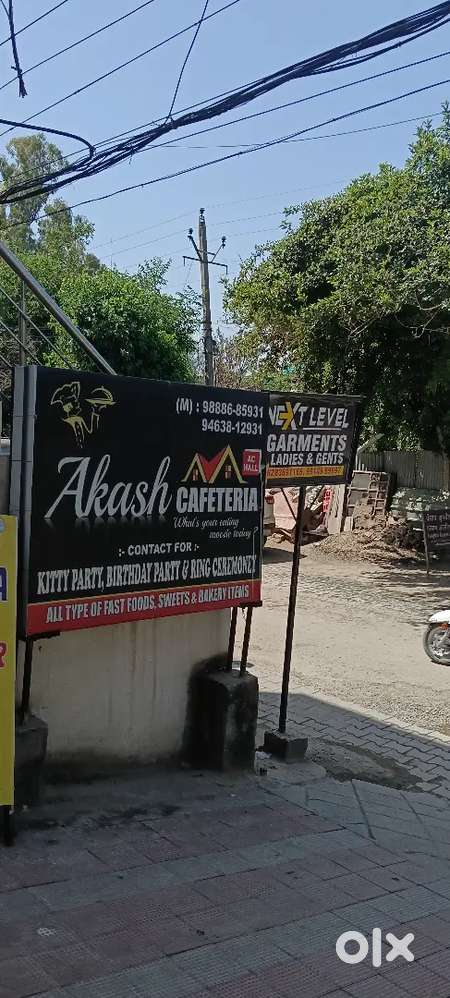 (M) : 98886-85931
94638-12931
Akash CAFETERIA
AC HALL
What's your eating moode today?
:- CONTACT FOR :-
KITTY PARTY, BIRTHDAY PARTY & RING CEREMONEY
ALL TYPE OF FAST FOODS, SWEETS & BAKERY ITEMS
NEXT LEVEL
GARMENTS
LADIES & GENTS
olx